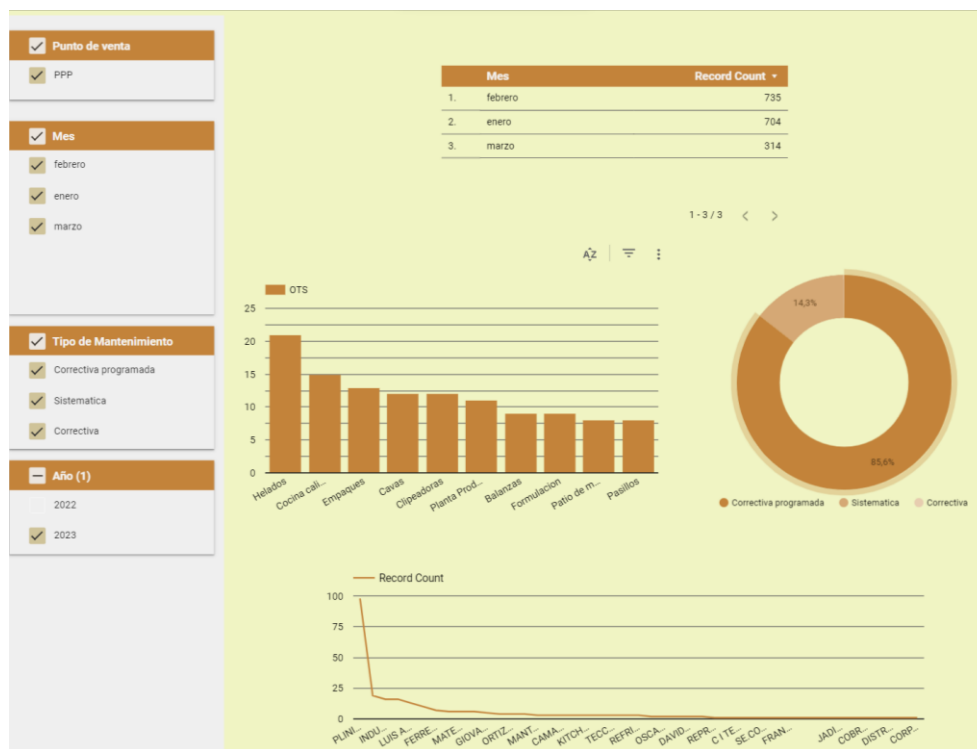 Punto de venta
PPP
Mes
febrero
enero
marzo
Tipo de Mantenimiento
Correctiva programada
Sistematica
Correctiva
Año (1)
2022
2023
Mes Record Count
1. febrero 735
2. enero 704
3. marzo 314
1 - 3 / 3
AZ
OTS
25
20
15
10
5
0
Helados
Cocina cali...
Empaques
Cavas
Clipeadoras
Planta Prod...
Balanzas
Formulacion
Patio de m...
Pasillos
14,3%
85,6%
Correctiva programada Sistematica Correctiva
Record Count
100
75
50
25
0
PLINI...
INDU...
LUIS A...
FERRE...
MATE...
GIOVA...
ORTIZ...
MANT...
CAMA...
KITCH...
TECC...
REFRI...
OSCA...
DAVID...
REPR...
C I TE...
SE.CO...
FRAN...
JADI...
COBR...
DISTR...
CORP...